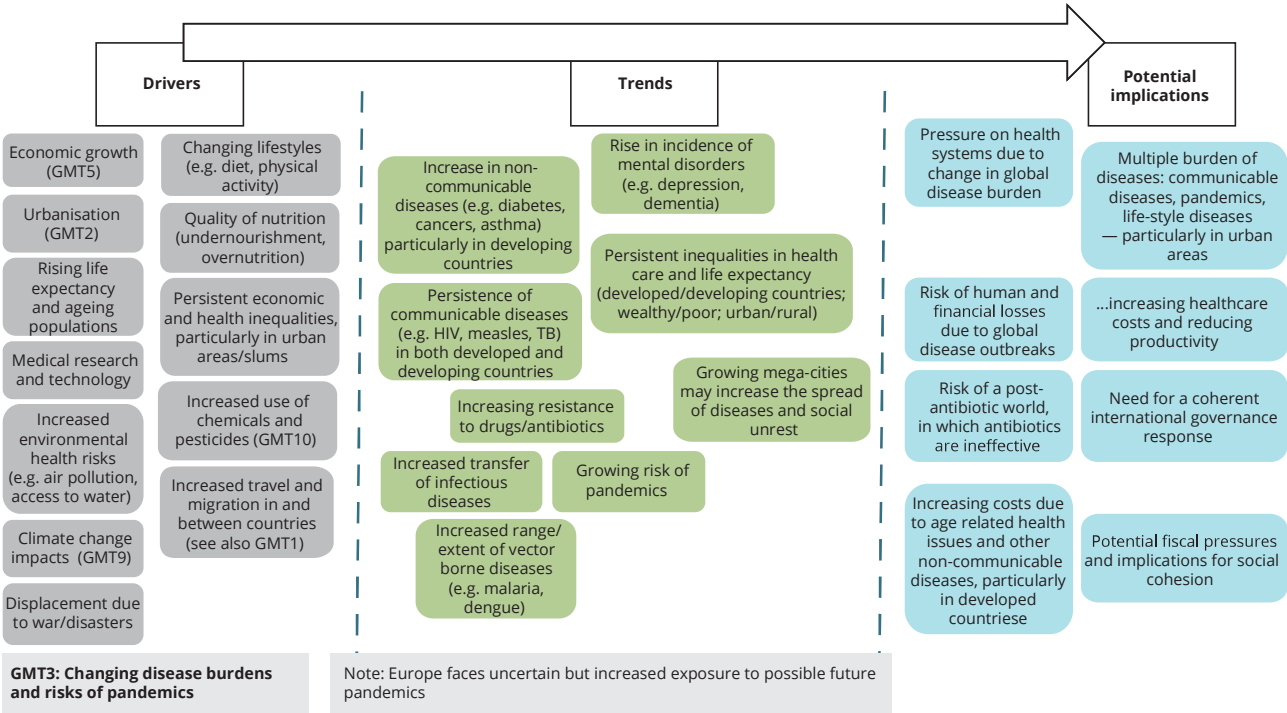 Drivers
Trends
Potential
implications
Economic growth
(GMT5)
Urbanisation
(GMT2)
Rising life
expectancy
and ageing
populations
Medical research
and technology
Increased
environmental
health risks
(e.g. air pollution,
access to water)
Climate change
impacts (GMT9)
Displacement due
to war/disasters
Changing lifestyles
(e.g. diet, physical
activity)
Quality of nutrition
(undernourishment,
overnutrition)
Persistent economic
and health inequalities,
particularly in urban
areas/slums
Increased use of
chemicals and
pesticides (GMT10)
Increased travel and
migration in and
between countries
(see also GMT1)
Increase in non-
communicable
diseases (e.g. diabetes,
cancers, asthma)
particularly in developing
countries
Rise in incidence of
mental disorders
(e.g. depression,
dementia)
Persistent inequalities in health
care and life expectancy
(developed/developing countries;
wealthy/poor; urban/rural)
Persistence of
communicable diseases
(e.g. HIV, measles, TB)
in both developed and
developing countries
Growing mega-cities
may increase the spread
of diseases and social
unrest
Increasing resistance
to drugs/antibiotics
Increased transfer
of infectious
diseases
Growing risk of
pandemics
Increased range/
extent of vector
borne diseases
(e.g. malaria,
dengue)
Pressure on health
systems due to
change in global
disease burden
Multiple burden of
diseases: communicable
diseases, pandemics,
life-style diseases
— particularly in urban
areas
Risk of human and
financial losses
due to global
disease outbreaks
...increasing healthcare
costs and reducing
productivity
Risk of a post-
antibiotic world,
in which antibiotics
are ineffective
Need for a coherent
international governance
response
Increasing costs due
to age related health
issues and other
non-communicable
diseases, particularly
in developed
countriese
Potential fiscal pressures
and implications for social
cohesion
GMT3: Changing disease burdens
and risks of pandemics
Note: Europe faces uncertain but increased exposure to possible future
pandemics